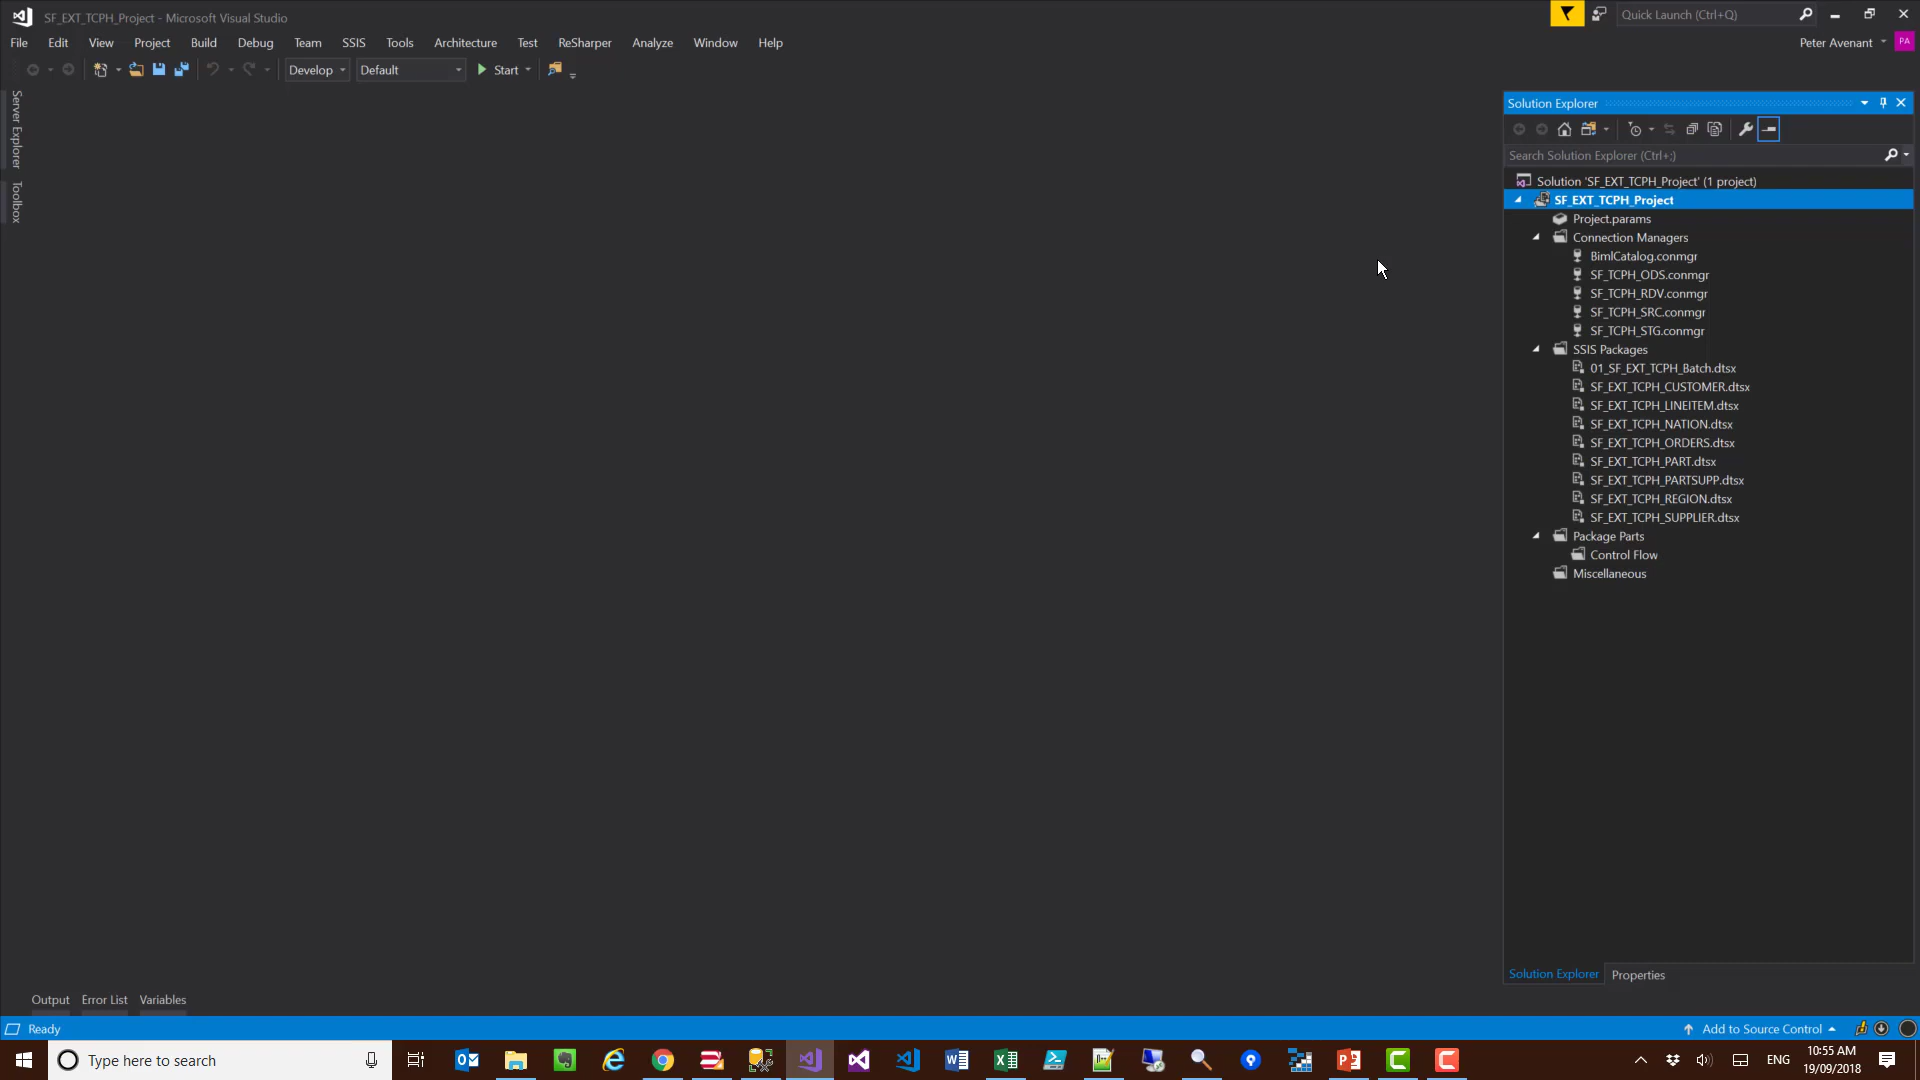 SF_EXT_TCPH_Project - Microsoft Visual Studio
Quick Launch (Ctrl+Q)
File Edit View Project Build Debug Team SSIS Tools Architecture Test ReSharper Analyze Window Help
Peter Avenant PA
Develop Default Start
Server Explorer
Toolbox
Solution Explorer
Search Solution Explorer (Ctrl+;)
Solution 'SF_EXT_TCPH_Project' (1 project)
SF_EXT_TCPH_Project
Project.params
Connection Managers
BimlCatalog.conmgr
SF_TCPH_ODS.conmgr
SF_TCPH_RDV.conmgr
SF_TCPH_SRC.conmgr
SF_TCPH_STG.conmgr
SSIS Packages
01_SF_EXT_TCPH_Batch.dtsx
SF_EXT_TCPH_CUSTOMER.dtsx
SF_EXT_TCPH_LINEITEM.dtsx
SF_EXT_TCPH_NATION.dtsx
SF_EXT_TCPH_ORDERS.dtsx
SF_EXT_TCPH_PART.dtsx
SF_EXT_TCPH_PARTSUPP.dtsx
SF_EXT_TCPH_REGION.dtsx
SF_EXT_TCPH_SUPPLIER.dtsx
Package Parts
Control Flow
Miscellaneous
Solution Explorer Properties
Output Error List Variables
Ready
Add to Source Control
Type here to search
ENG
10:55 AM
19/09/2018